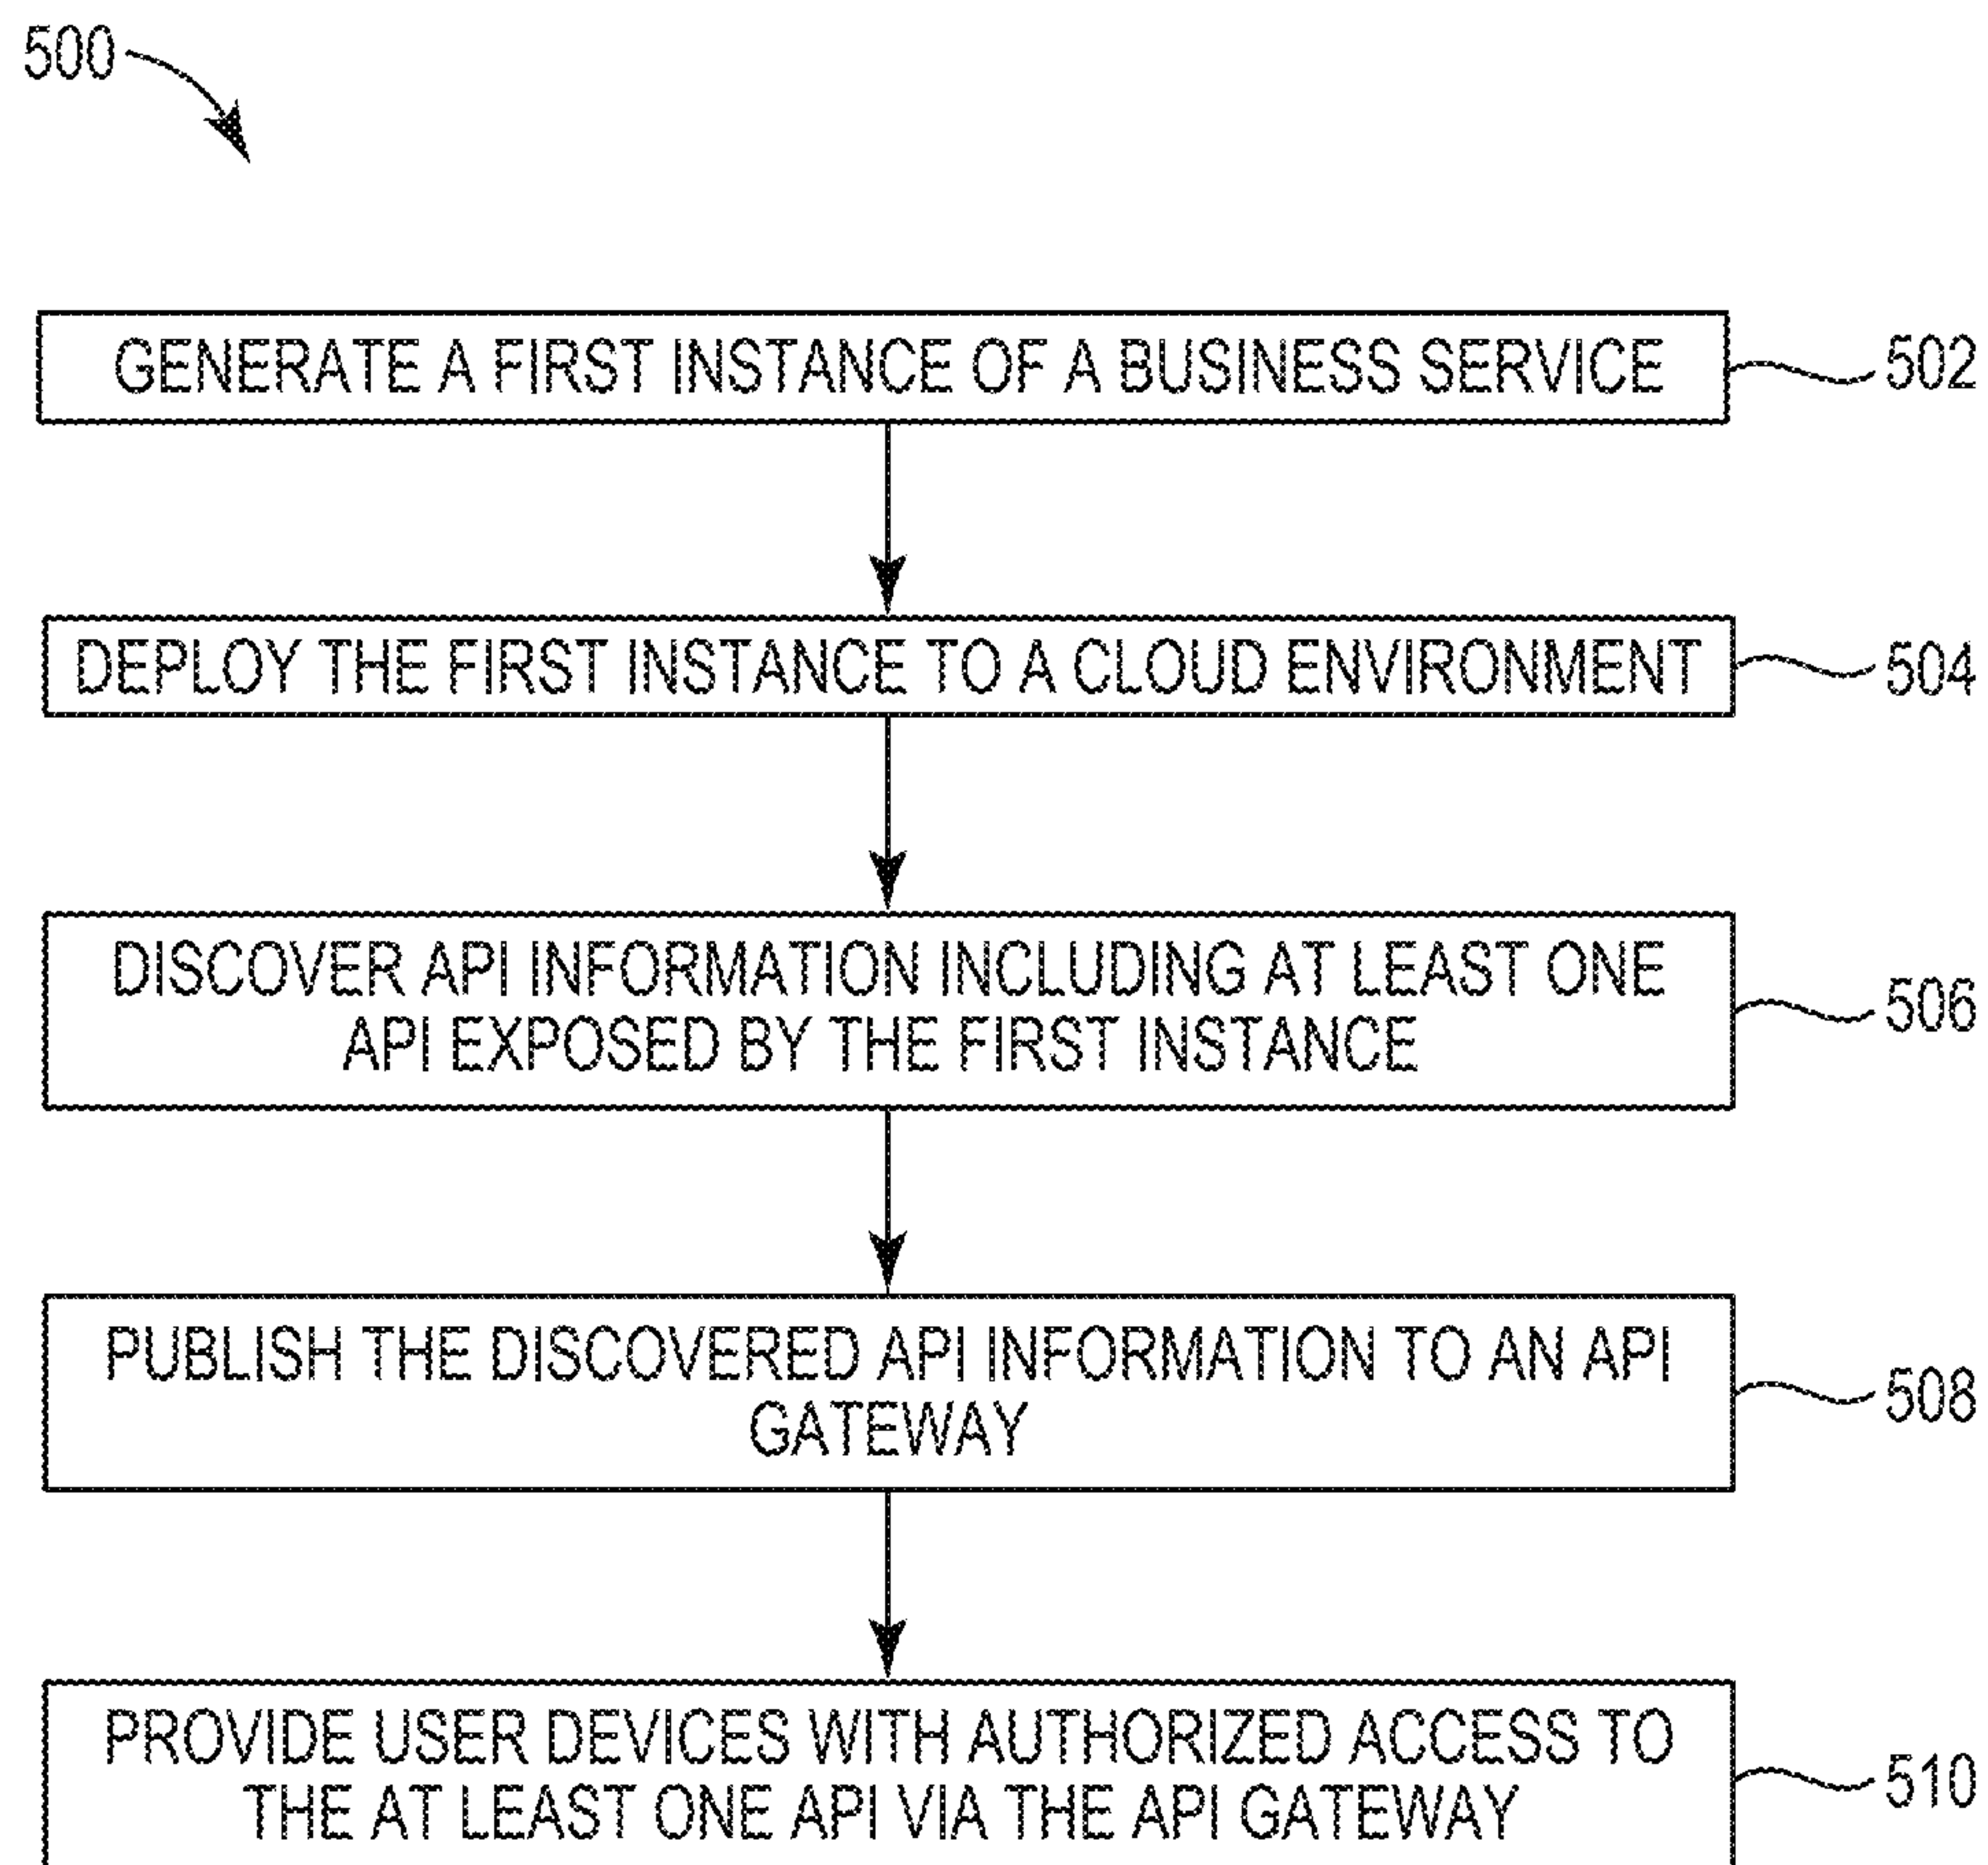 500
GENERATE A FIRST INSTANCE OF A BUSINESS SERVICE
502
DEPLOY THE FIRST INSTANCE TO A CLOUD ENVIRONMENT
504
DISCOVER API INFORMATION INCLUDING AT LEAST ONE
API EXPOSED BY THE FIRST INSTANCE
506
PUBLISH THE DISCOVERED API INFORMATION TO AN API
GATEWAY
508
PROVIDE USER DEVICES WITH AUTHORIZED ACCESS TO
THE AT LEAST ONE API VIA THE API GATEWAY
510